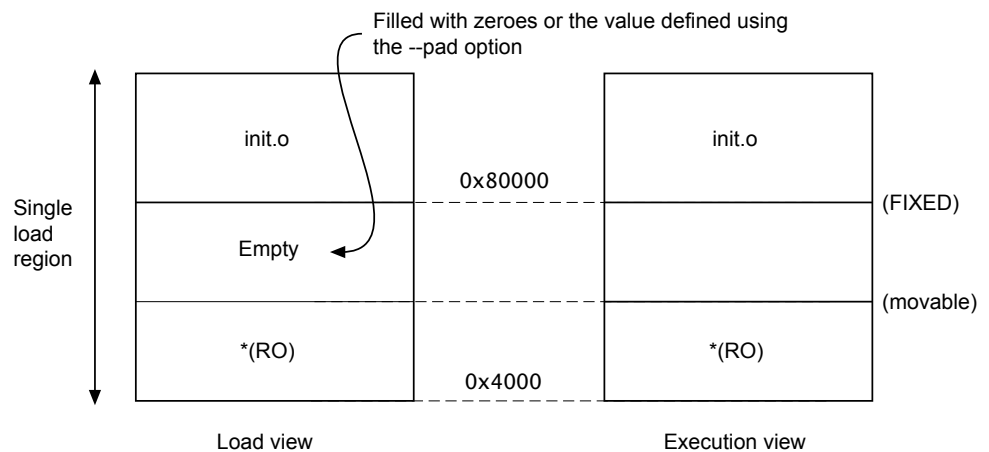 Filled with zeroes or the value defined using
the --pad option
init.o
init.o
0x80000
(FIXED)
Single
load
region
Empty
(movable)
*(RO)
*(RO)
0x4000
Load view
Execution view